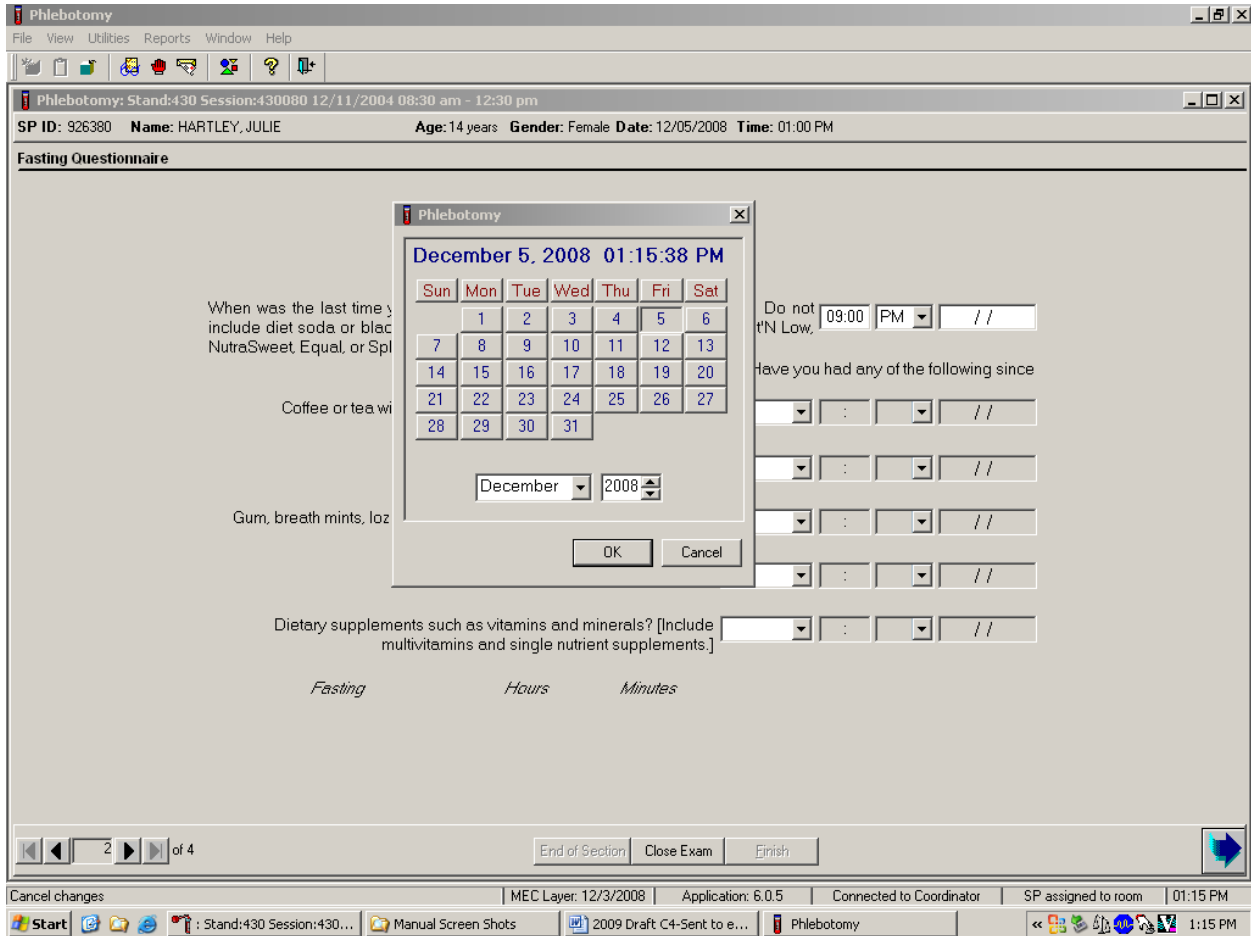 Phlebotomy
File View Utilities Reports Window Help
Phlebotomy: Stand:430 Session:430080 12/11/2004 08:30 am - 12:30 pm
SP ID: 926380 Name: HARTLEY, JULIE Age: 14 years Gender: Female Date: 12/05/2008 Time: 01:00 PM
Fasting Questionnaire
Phlebotomy
December 5, 2008 01:15:38 PM
Sun Mon Tue Wed Thu Fri Sat
1 2 3 4 5 6
7 8 9 10 11 12 13
14 15 16 17 18 19 20
21 22 23 24 25 26 27
28 29 30 31
December 2008
OK Cancel
When was the last time Do not 09:00 PM / /
include diet soda or blac t'N Low,
NutraSweet, Equal, or Spl
Have you had any of the following since
Coffee or tea wi : / /
: / /
Gum, breath mints, loz : / /
: / /
Dietary supplements such as vitamins and minerals? [Include : / /
multivitamins and single nutrient supplements.]
Fasting Hours Minutes
2 of 4 End of Section Close Exam Finish
Cancel changes MEC Layer: 12/3/2008 Application: 6.0.5 Connected to Coordinator SP assigned to room 01:15 PM
Start : Stand:430 Session:430... Manual Screen Shots 2009 Draft C4-Sent to e... Phlebotomy « 1:15 PM